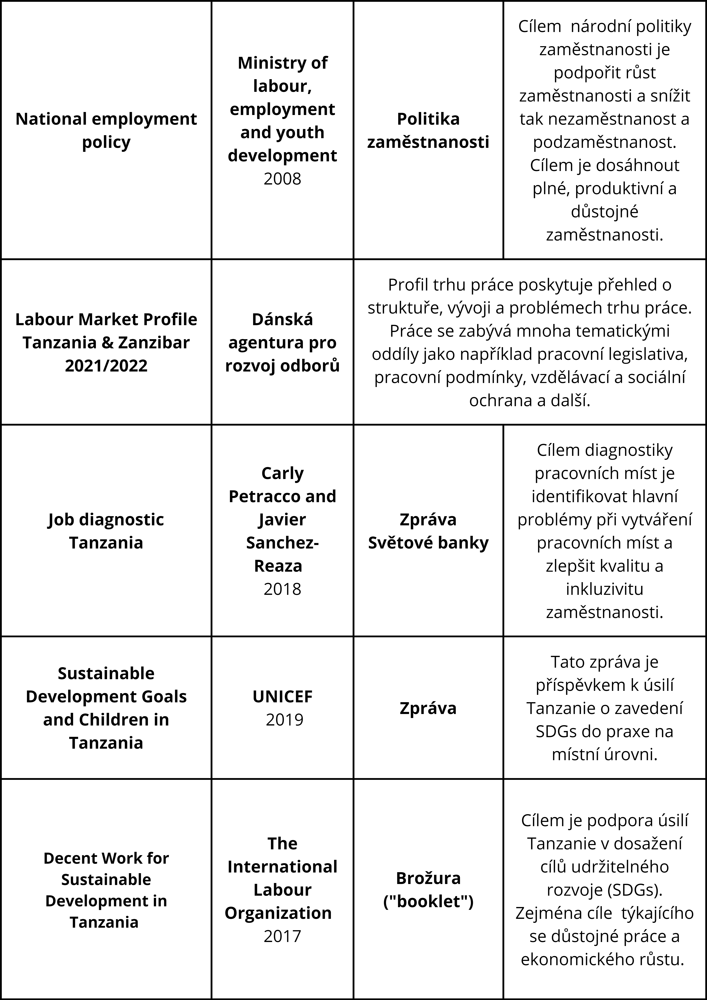 National employment
policy
Ministry of
labour,
employment
and youth
development
2008
Politika
zaměstnanosti
Cílem  národní politiky
zaměstnanosti je
podpořit růst
zaměstnanosti a snížit
tak nezaměstnanost a
podzaměstnanost.
Cílem je dosáhnout
plné, produktivní a
důstojné
zaměstnanosti.
Labour Market Profile
Tanzania & Zanzibar
2021/2022
Dánská
agentura pro
rozvoj odborů
Profil trhu práce poskytuje přehled o
struktuře, vývoji a problémech trhu práce.
Práce se zabývá mnoha tematickými
oddíly jako například pracovní legislativa,
pracovní podmínky, vzdělávací a sociální
ochrana a další.
Job diagnostic
Tanzania
Carly
Petracco and
Javier
Sanchez-
Reaza
2018
Zpráva
Světové banky
Cílem diagnostiky
pracovních míst je
identifikovat hlavní
problémy při vytváření
pracovních míst a
zlepšit kvalitu a
inkluzivitu
zaměstnanosti.
Sustainable
Development Goals
and Children in
Tanzania
UNICEF
2019
Zpráva
Tato zpráva je
příspěvkem k úsilí
Tanzanie o zavedení
SDGs do praxe na
místní úrovni.
Decent Work for
Sustainable
Development in
Tanzania
The
International
Labour
Organization
2017
Brožura
("booklet")
Cílem je podpora úsilí
Tanzanie v dosažení
cílů udržitelného
rozvoje (SDGs).
Zejména cíle  týkajícího
se důstojné práce a
ekonomického růstu.